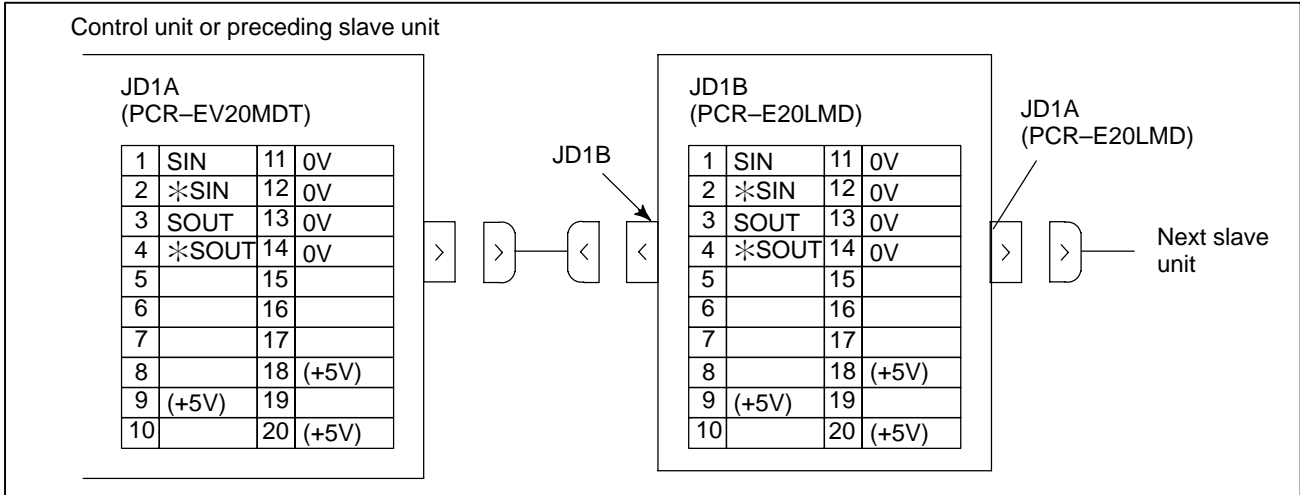 Control unit or preceding slave unit
JD1A
(PCR–EV20MDT)
1 SIN 11 0V
2 ＊SIN 12 0V
3 SOUT 13 0V
4 ＊SOUT 14 0V
5 15
6 16
7 17
8 18 (+5V)
9 (+5V) 19
10 20 (+5V)
JD1B
JD1B
(PCR–E20LMD)
1 SIN 11 0V
2 ＊SIN 12 0V
3 SOUT 13 0V
4 ＊SOUT 14 0V
5 15
6 16
7 17
8 18 (+5V)
9 (+5V) 19
10 20 (+5V)
JD1A
(PCR–E20LMD)
Next slave
unit